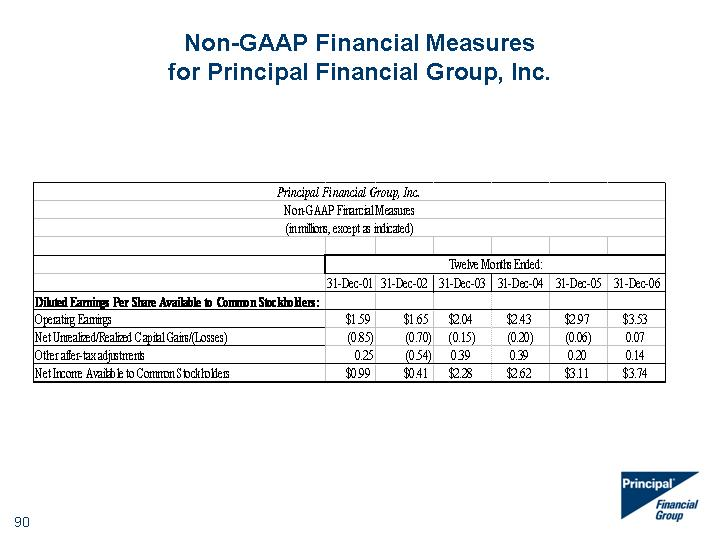 Non-GAAP Financial Measures
for Principal Financial Group, Inc.
Principal Financial Group, Inc.
Non-GAAP Financial Measures
(in millions, except as indicated)
Twelve Months Ended:
31-Dec-01 31-Dec-02 31-Dec-03 31-Dec-04 31-Dec-05 31-Dec-06
Diluted Earnings Per Share Available to Common Stockholders:
Operating Earnings $1.59 $1.65 $2.04 $2.43 $2.97 $3.53
Net Unrealized/Realized Capital Gains/(Losses) (0.85) (0.70) (0.15) (0.20) (0.06) 0.07
Other after-tax adjustments 0.25 (0.54) 0.39 0.39 0.20 0.14
Net Income Available to Common Stockholders $0.99 $0.41 $2.28 $2.62 $3.11 $3.74
Principal
Financial
Group
90